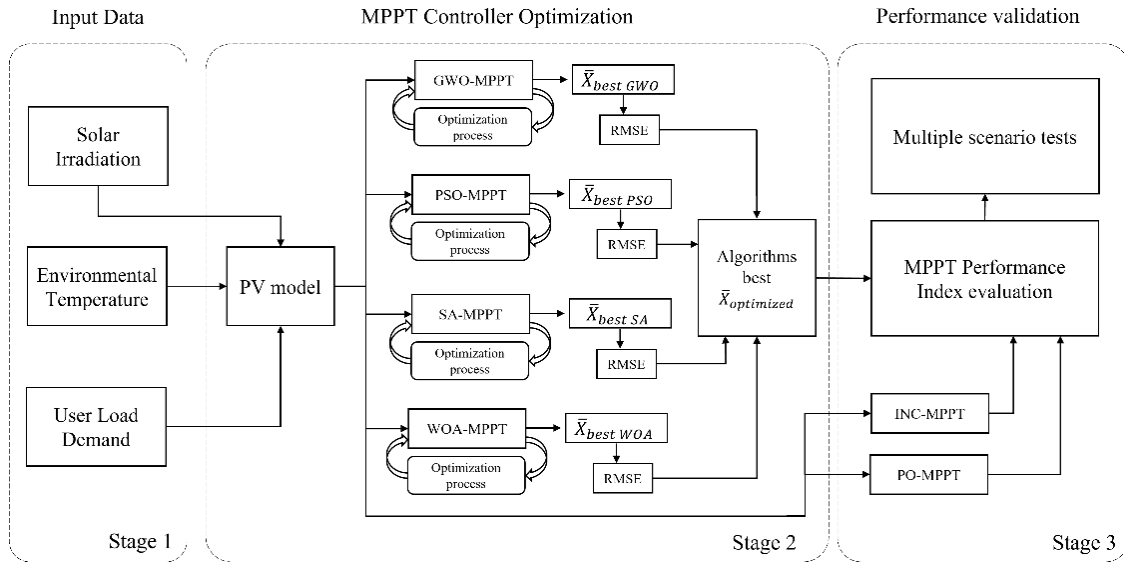 Input Data
MPPT Controller Optimization
Performance validation
Solar
Irradiation
Environmental
Temperature
User Load
Demand
Stage 1
PV model
GWO-MPPT
Optimization
process
X̄best GWO
RMSE
PSO-MPPT
Optimization
process
X̄best PSO
RMSE
SA-MPPT
Optimization
process
X̄best SA
RMSE
WOA-MPPT
Optimization
process
X̄best WOA
RMSE
Algorithms
best
X̄optimized
Stage 2
Multiple scenario tests
MPPT Performance
Index evaluation
INC-MPPT
PO-MPPT
Stage 3